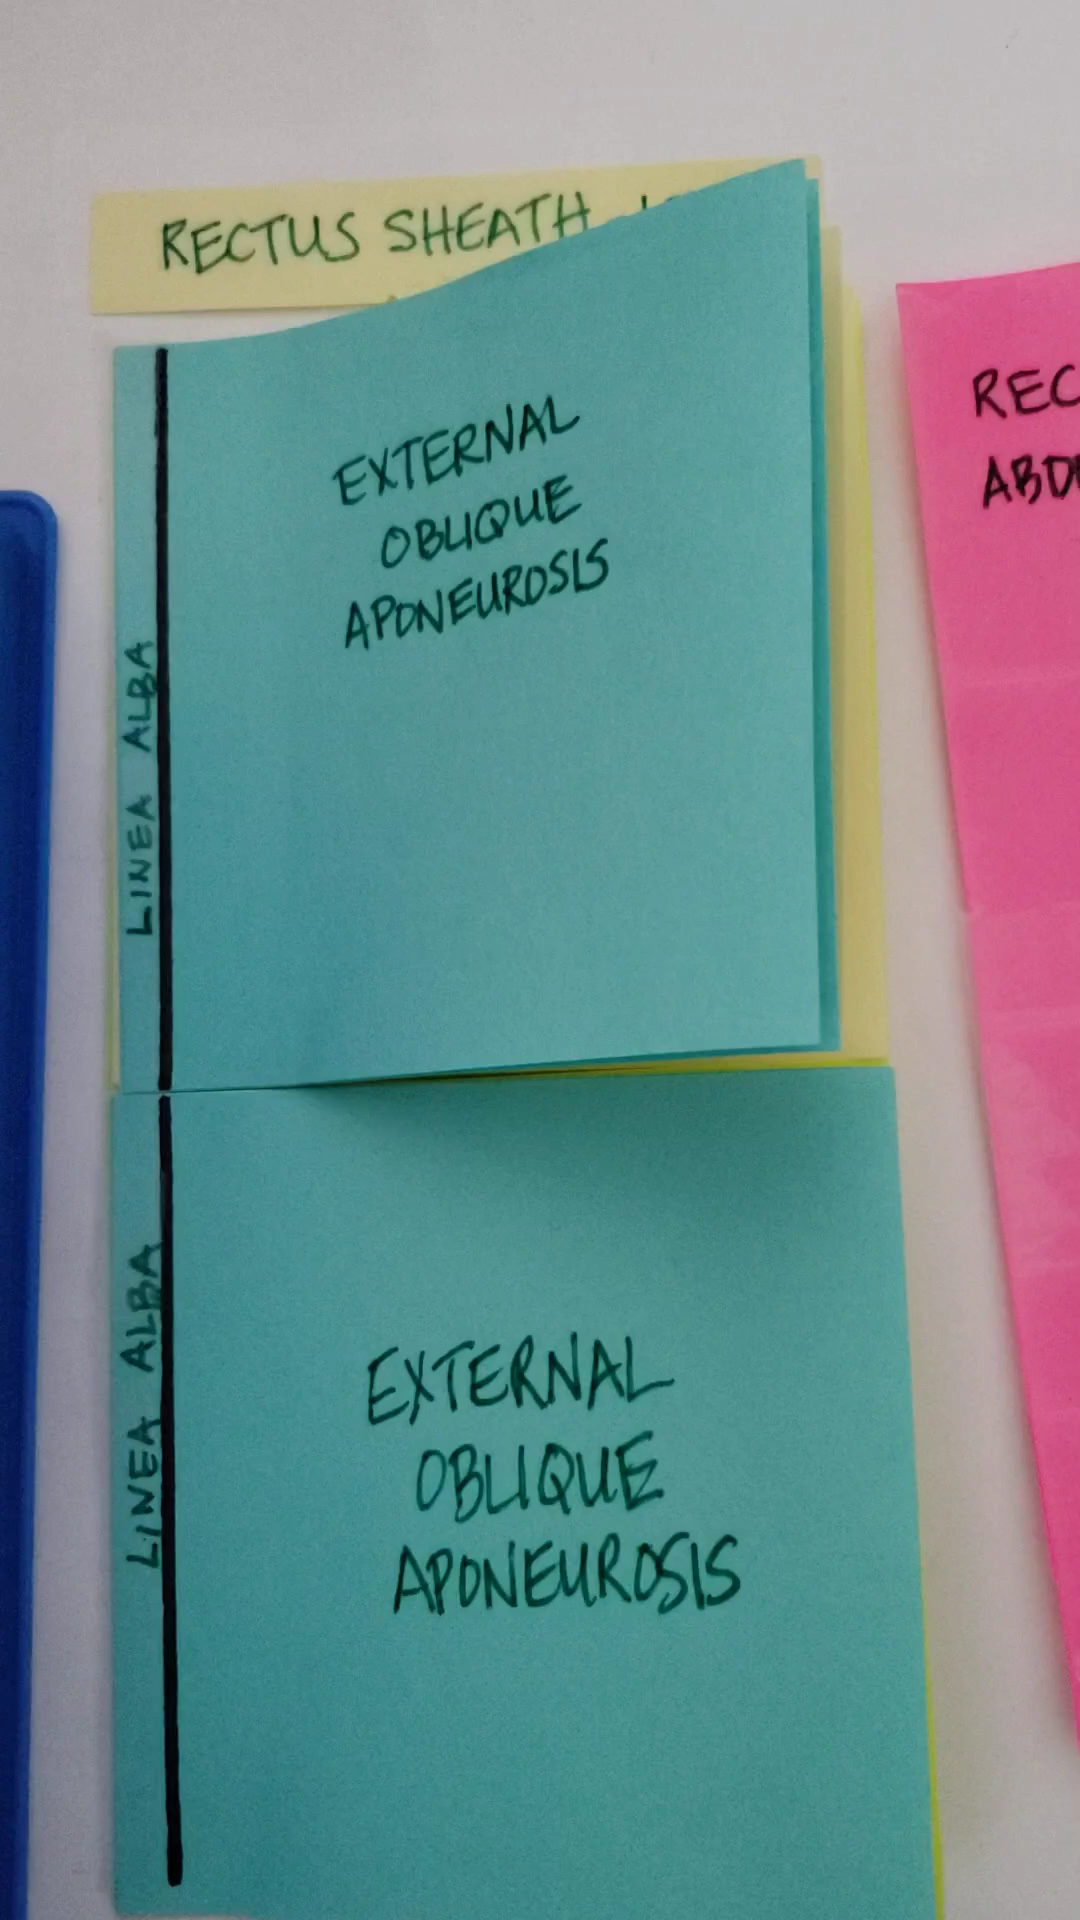 RECTUS SHEATH
EXTERNAL
OBLIQUE
APONEUROSIS
LINEA ALBA
REC
ABD
EXTERNAL
OBLIQUE
APONEUROSIS
LINEA ALBA